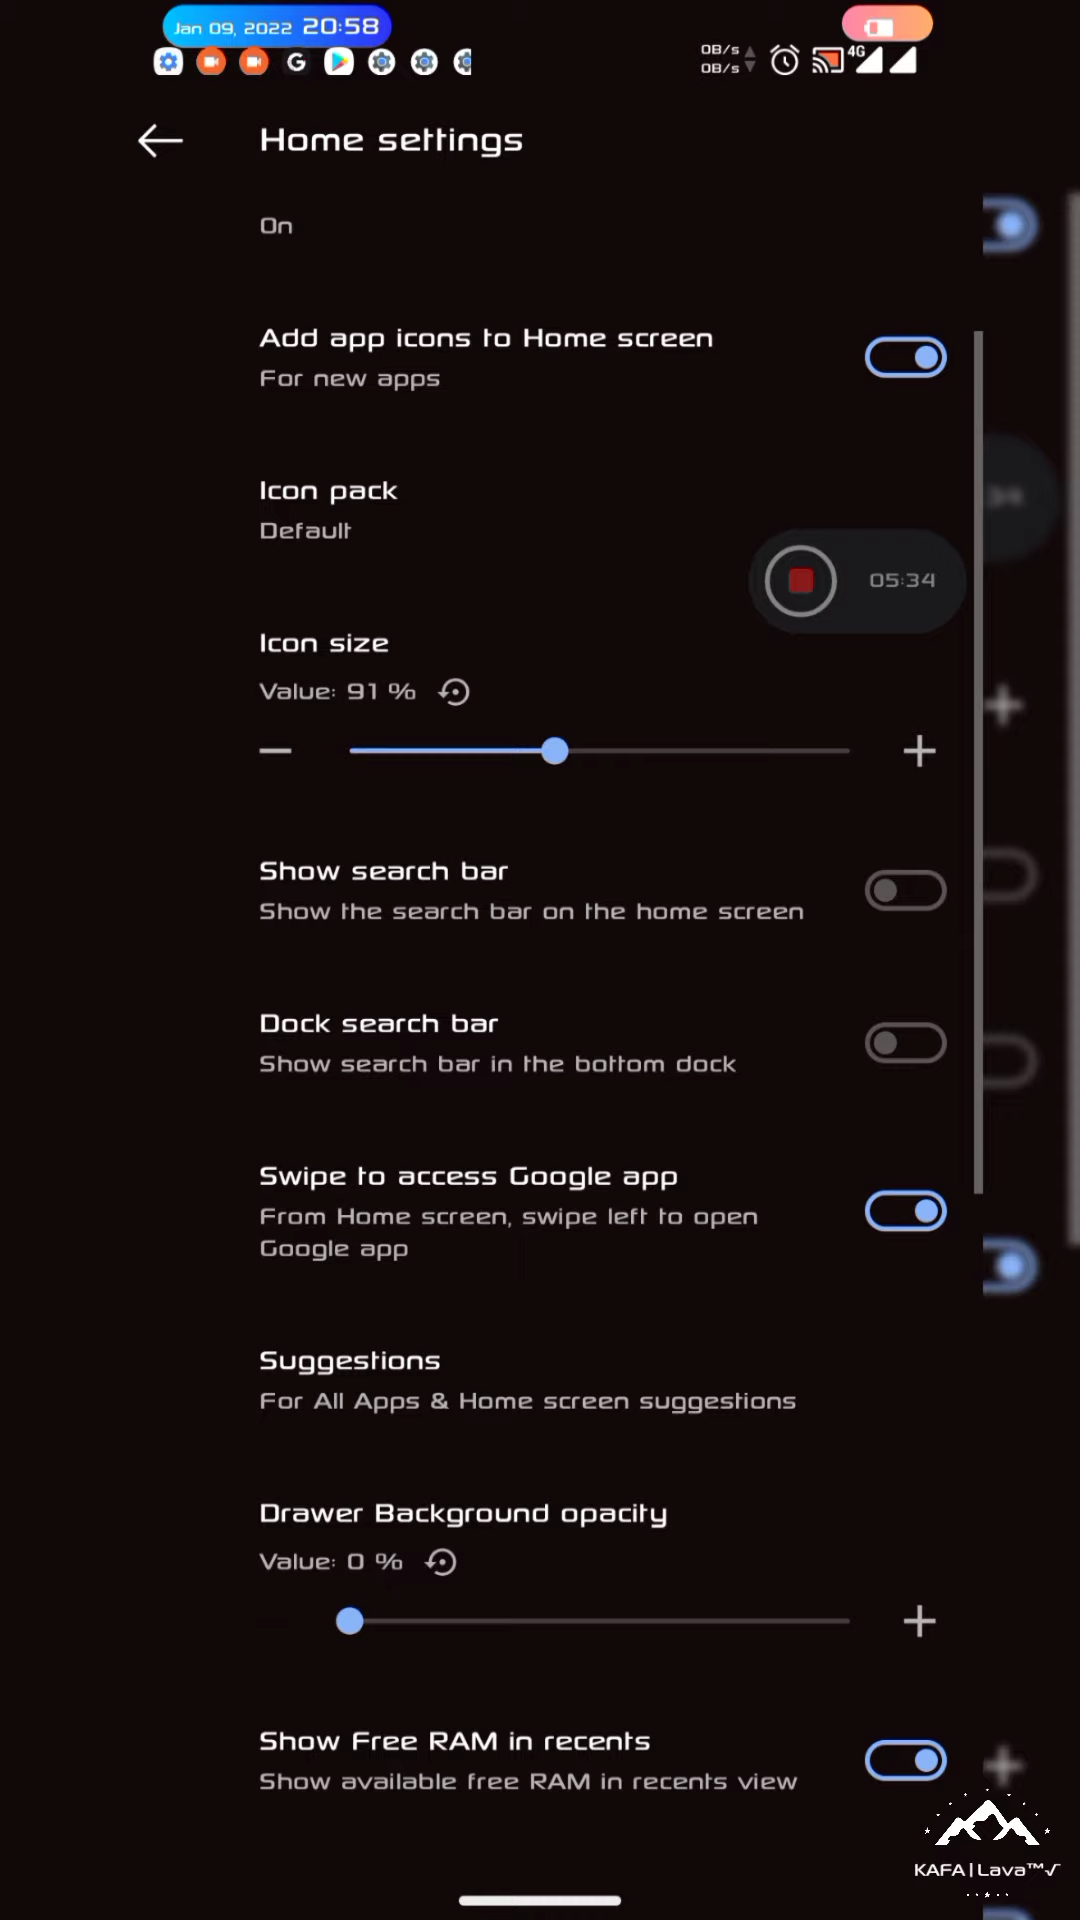 Jan 09, 2022 20:58
0B/s
0B/s
4G
Home settings
On
Add app icons to Home screen
For new apps
Icon pack
Default
05:34
Icon size
Value: 91 %
Show search bar
Show the search bar on the home screen
Dock search bar
Show search bar in the bottom dock
Swipe to access Google app
From Home screen, swipe left to open
Google app
Suggestions
For All Apps & Home screen suggestions
Drawer Background opacity
Value: 0 %
Show Free RAM in recents
Show available free RAM in recents view
KAFA|Lava™√